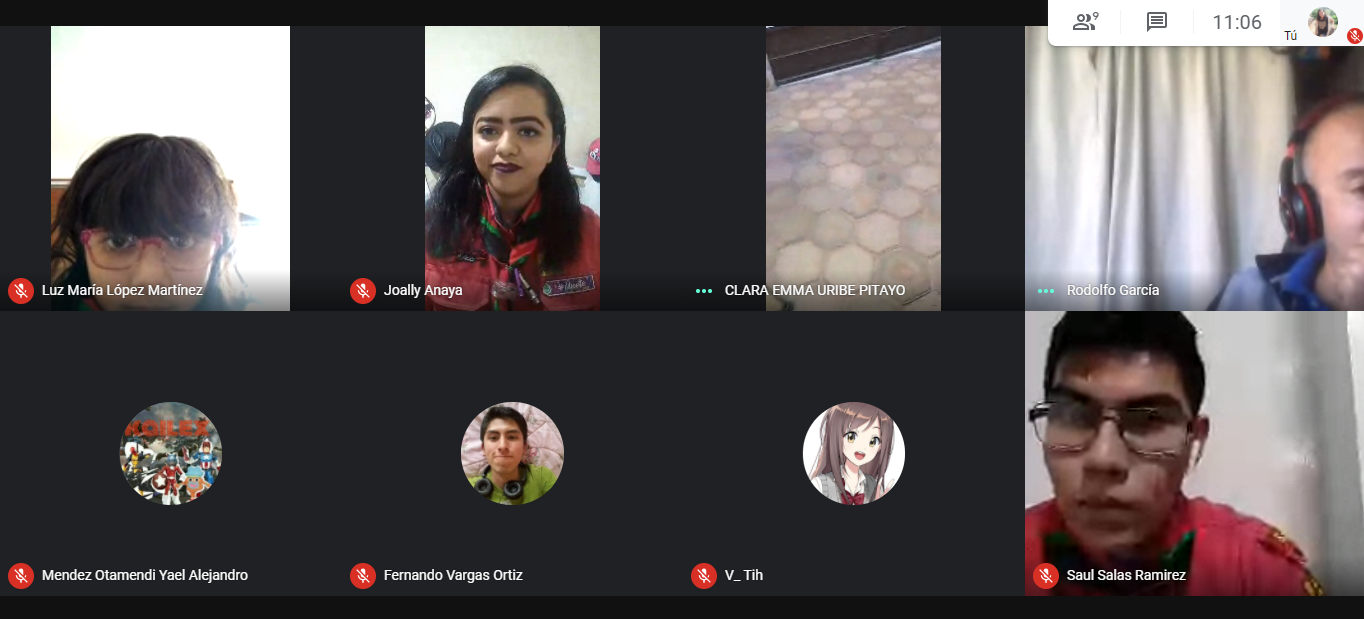 9
11:06
Tú
Luz María López Martínez
Joally Anaya
CLARA EMMA URIBE PITAYO
Rodolfo García
Mendez Otamendi Yael Alejandro
Fernando Vargas Ortiz
V_ Tih
Saul Salas Ramirez